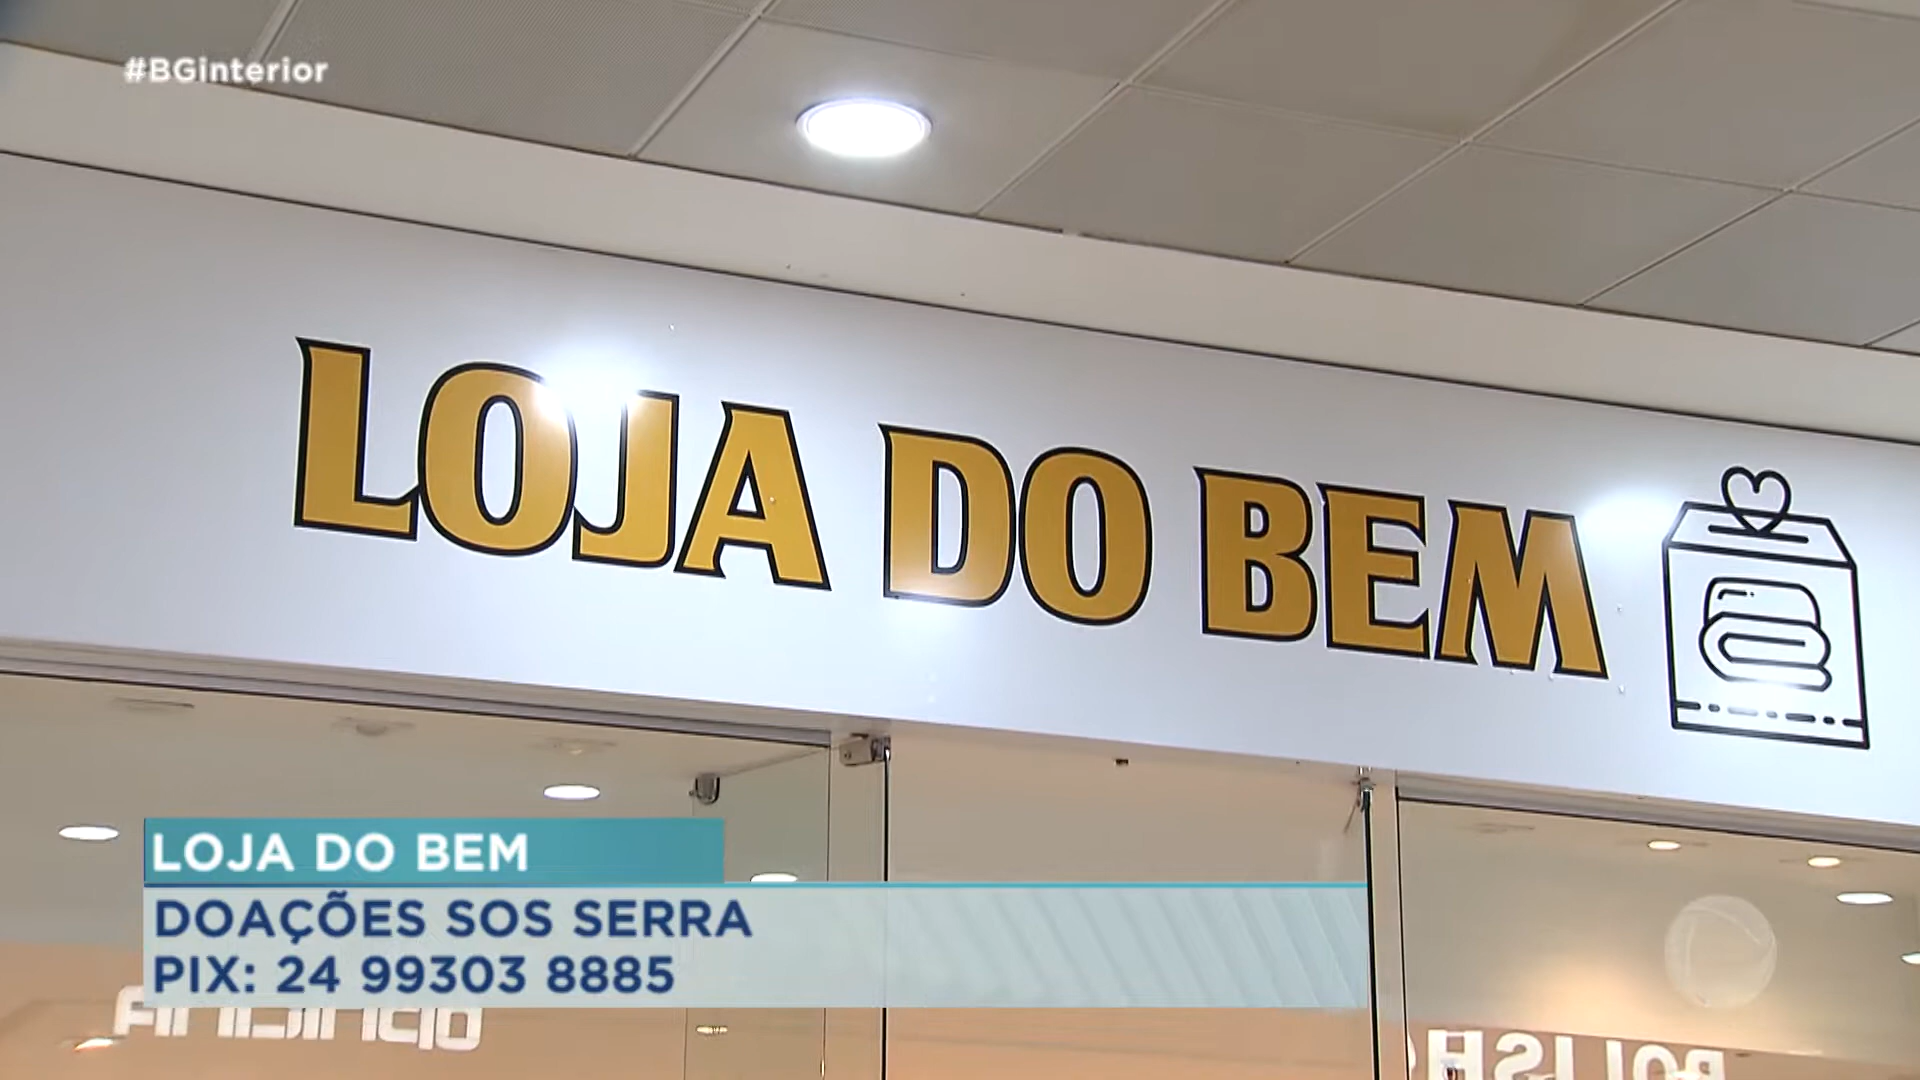 #BGinterior
LOJA DO BEM
LOJA DO BEM
DOAÇÕES SOS SERRA
PIX: 24 99303 8885